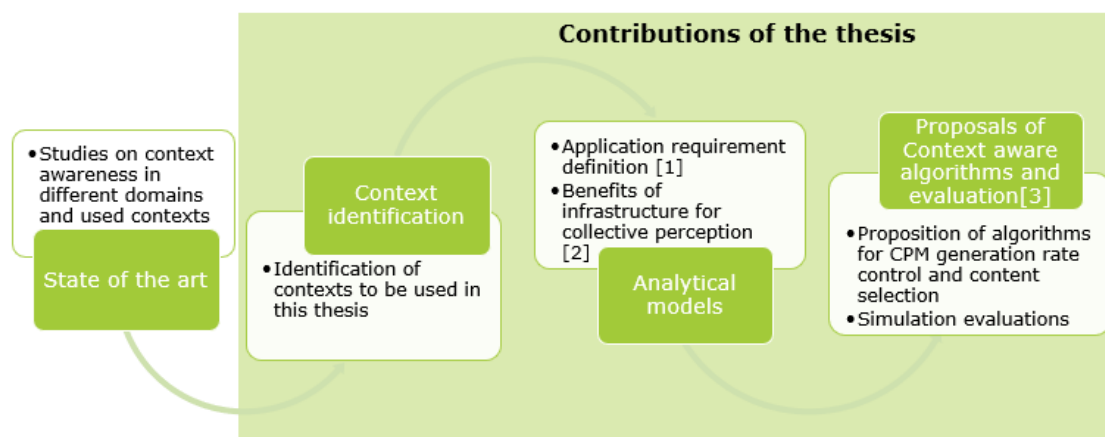 Contributions of the thesis
•Studies on context
awareness in
different domains
and used contexts
State of the art
Context
identification
•Identification of
contexts to be used in
this thesis
•Application requirement
definition [1]
•Benefits of
infrastructure for
collective perception
[2]
Analytical
models
Proposals of
Context aware
algorithms and
evaluation[3]
•Proposition of algorithms
for CPM generation rate
control and content
selection
•Simulation evaluations